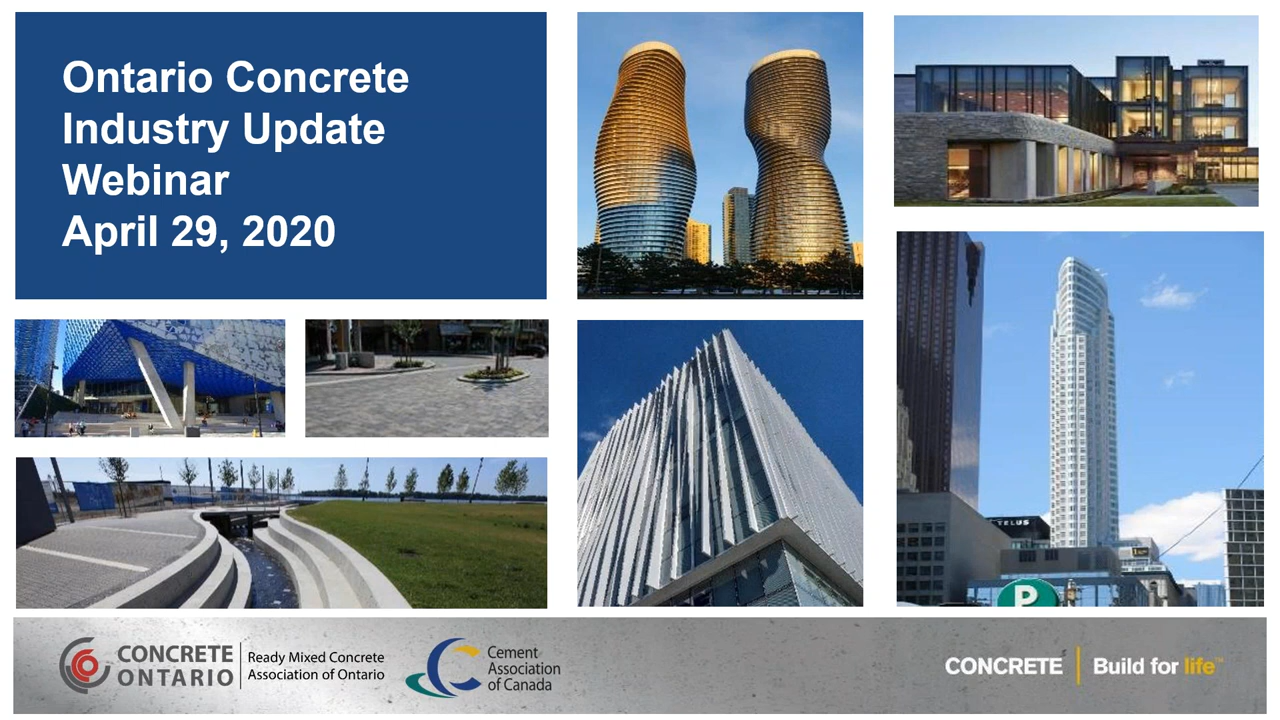 Ontario Concrete
Industry Update
Webinar
April 29, 2020
TELUS
P
CONCRETE
ONTARIO
Ready Mixed Concrete
Association of Ontario
Cement
Association
of Canada
CONCRETE
Build for life™